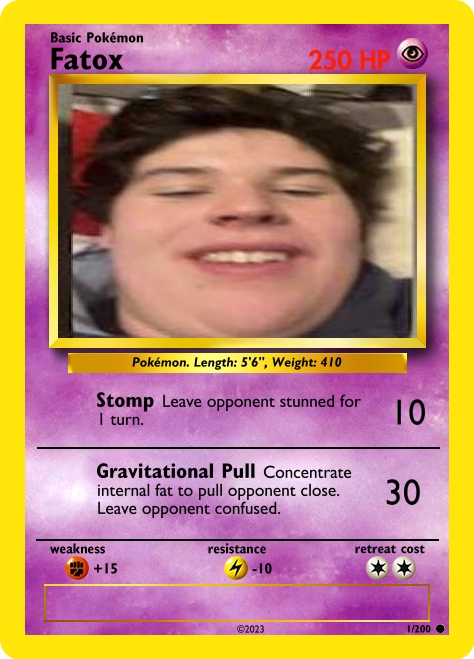 Basic Pokémon
Fatox
250 HP
Pokémon. Length: 5'6", Weight: 410
Stomp Leave opponent stunned for
1 turn.
10
Gravitational Pull Concentrate
internal fat to pull opponent close.
Leave opponent confused.
30
weakness resistance retreat cost
+15 -10
©2023 1/200